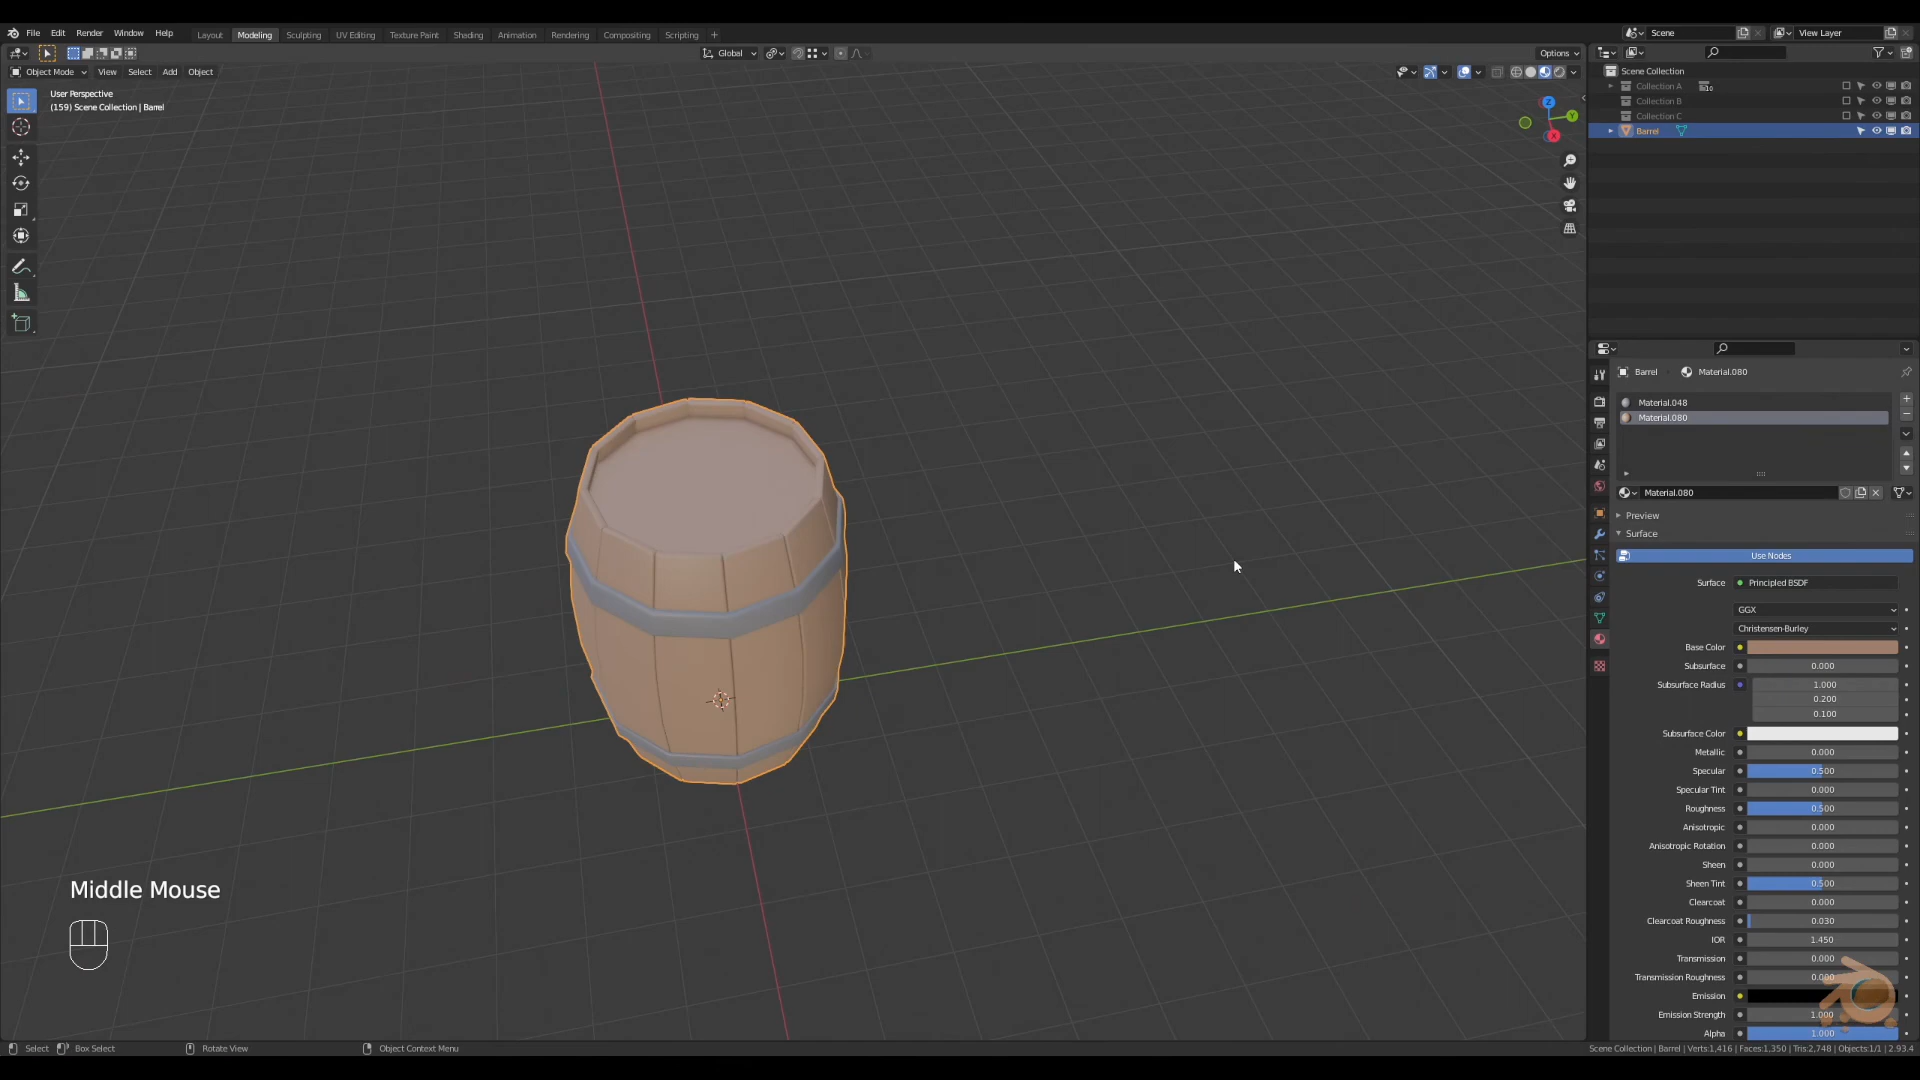 File Edit Render Window Help
Layout Modeling Sculpting UV Editing Texture Paint Shading Animation Rendering Compositing Scripting +
Scene
View Layer
Global
Options
Object Mode View Select Add Object
User Perspective
(159) Scene Collection | Barrel
Z
Y
X
Scene Collection
Collection A
10
Collection B
Collection C
Barrel
Barrel Material.080
Material.048
Material.080
Material.080
Preview
Surface
Use Nodes
Surface Principled BSDF
GGX
Christensen-Burley
Base Color
Subsurface 0.000
Subsurface Radius 1.000
0.200
0.100
Subsurface Color
Metallic 0.000
Specular 0.500
Specular Tint 0.000
Roughness 0.500
Anisotropic 0.000
Anisotropic Rotation 0.000
Sheen 0.000
Sheen Tint 0.500
Clearcoat 0.000
Clearcoat Roughness 0.030
IOR 1.450
Transmission 0.000
Transmission Roughness 0.000
Emission
Emission Strength 1.000
Alpha 1.000
Middle Mouse
Select Box Select Rotate View Object Context Menu
Scene Collection | Barrel | Verts:1,416 | Faces:1,350 | Tris:2,748 | Objects:1/1 | 2.93.4